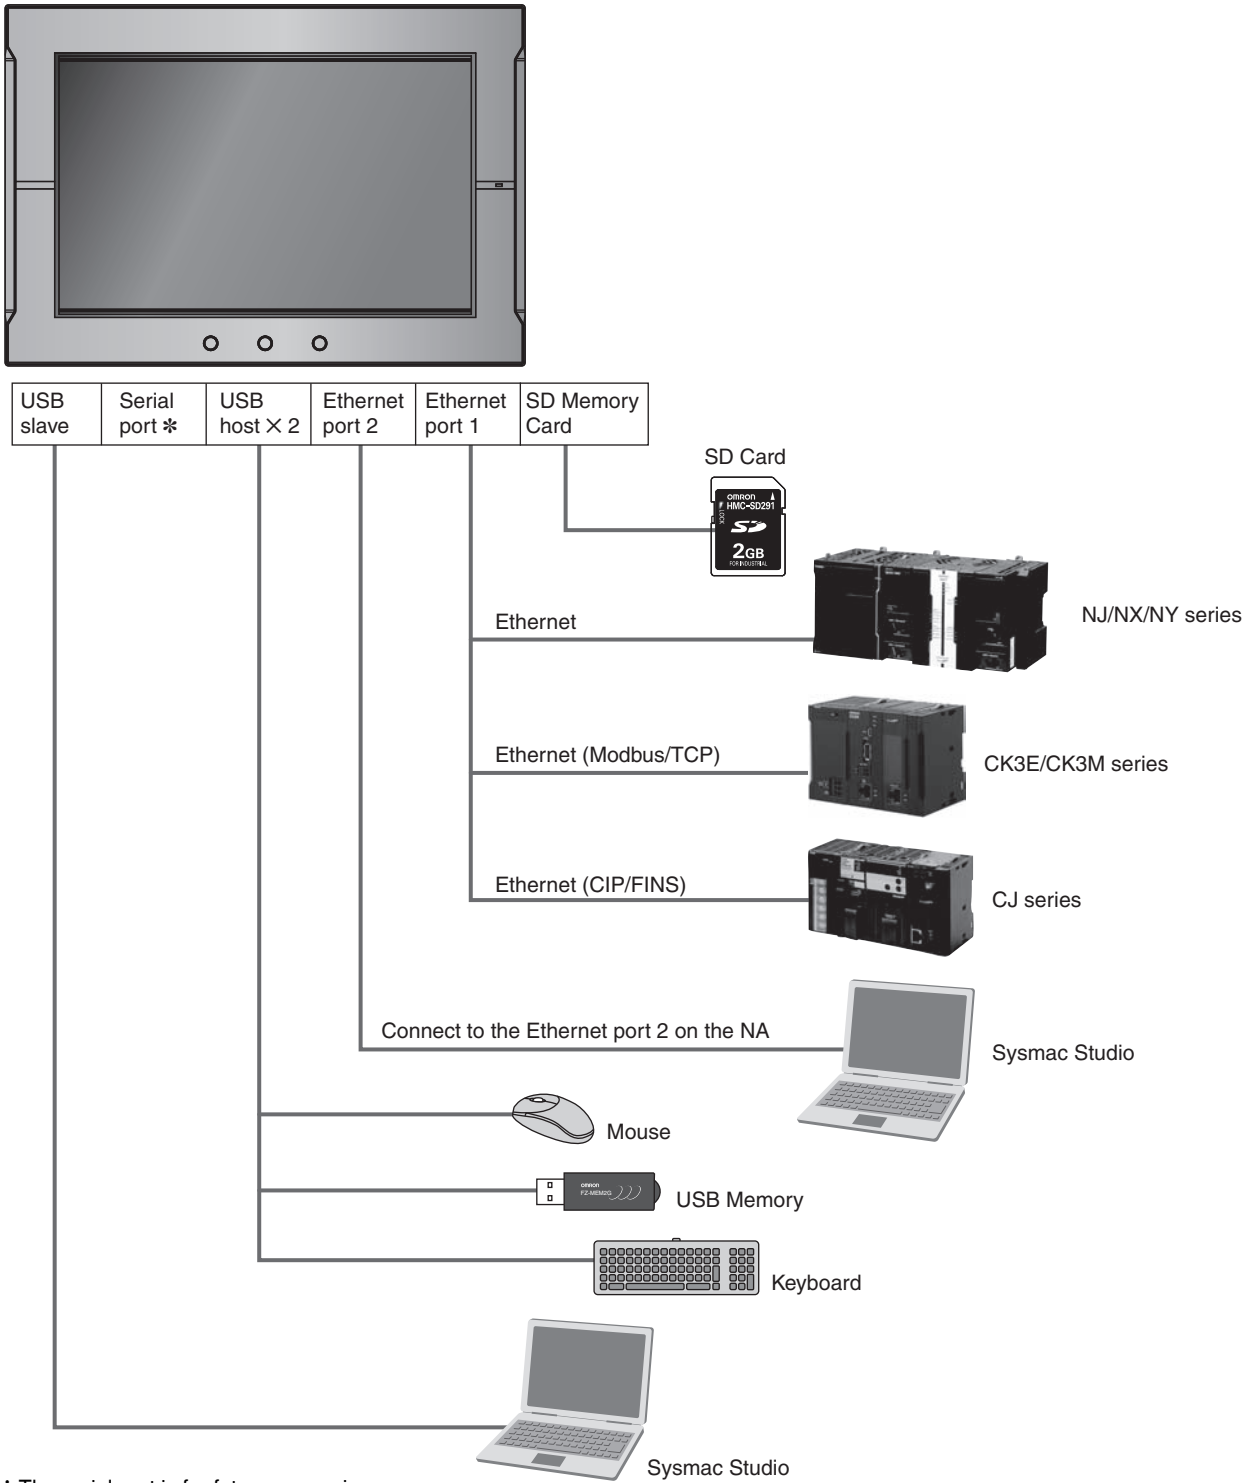 USB slave
Serial port ✻
USB host ✕ 2
Ethernet port 2
Ethernet port 1
SD Memory Card
SD Card
OMRON
HMC-SD291
LOCK
SD
2GB
FOR INDUSTRIAL
Ethernet
NJ/NX/NY series
Ethernet (Modbus/TCP)
CK3E/CK3M series
Ethernet (CIP/FINS)
CJ series
Connect to the Ethernet port 2 on the NA
Sysmac Studio
Mouse
OMRON
FZ-MEM2G
USB Memory
Keyboard
Sysmac Studio